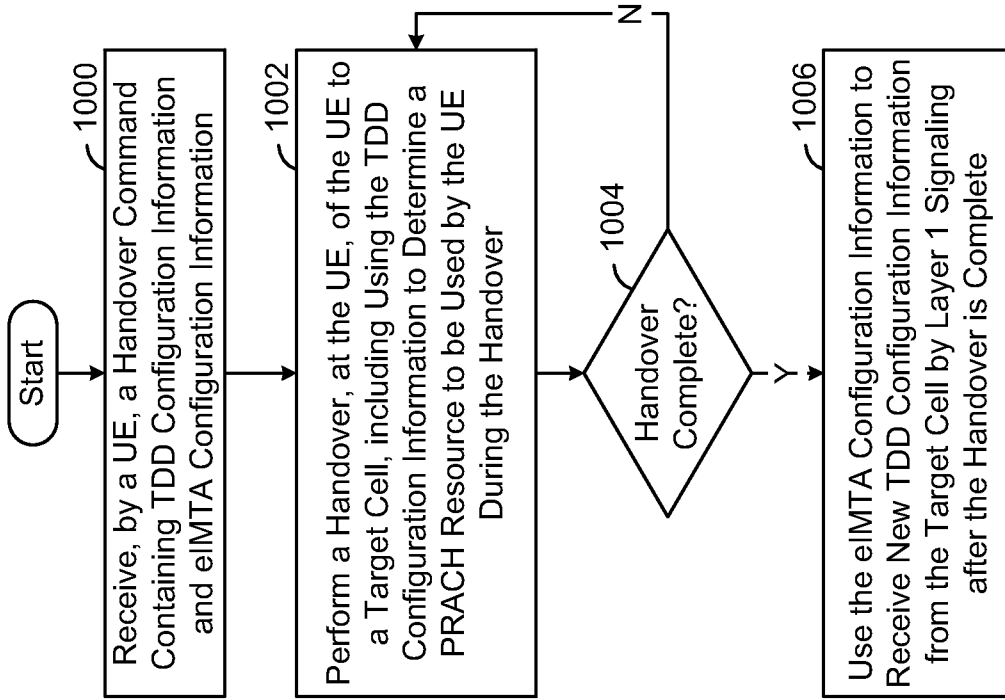 Start
1000
Receive, by a UE, a Handover Command
Containing TDD Configuration Information
and eIMTA Configuration Information
1002
Perform a Handover, at the UE, of the UE to
a Target Cell, including Using the TDD
Configuration Information to Determine a
PRACH Resource to be Used by the UE
During the Handover
1004
Handover
Complete?
N
Y
1006
Use the eIMTA Configuration Information to
Receive New TDD Configuration Information
from the Target Cell by Layer 1 Signaling
after the Handover is Complete